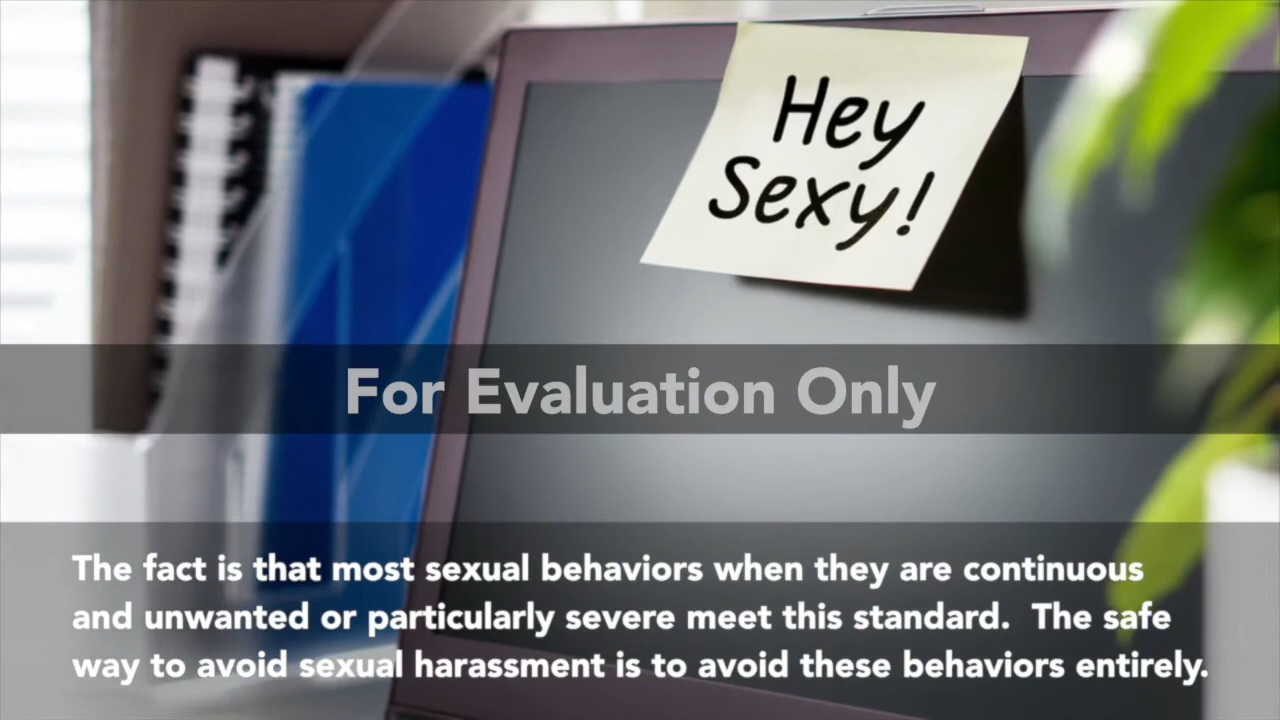 Hey
Sexy!
For Evaluation Only
The fact is that most sexual behaviors when they are continuous
and unwanted or particularly severe meet this standard.  The safe
way to avoid sexual harassment is to avoid these behaviors entirely.